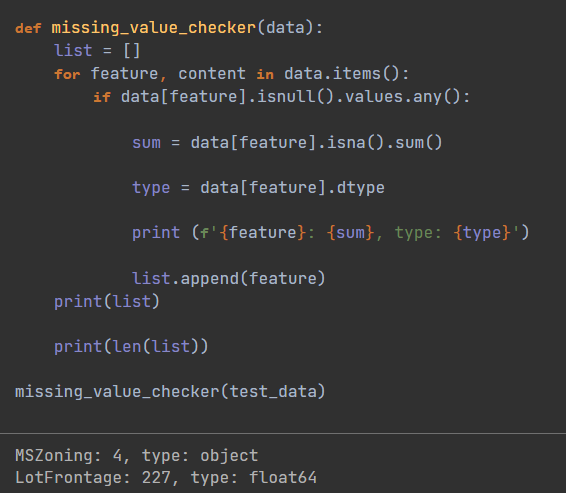 def missing_value_checker(data):
    list = []
    for feature, content in data.items():
        if data[feature].isnull().values.any():
            sum = data[feature].isna().sum()
            type = data[feature].dtype
            print (f'{feature}: {sum}, type: {type}')
            list.append(feature)
    print(list)
    print(len(list))
missing_value_checker(test_data)
MSZoning: 4, type: object
LotFrontage: 227, type: float64